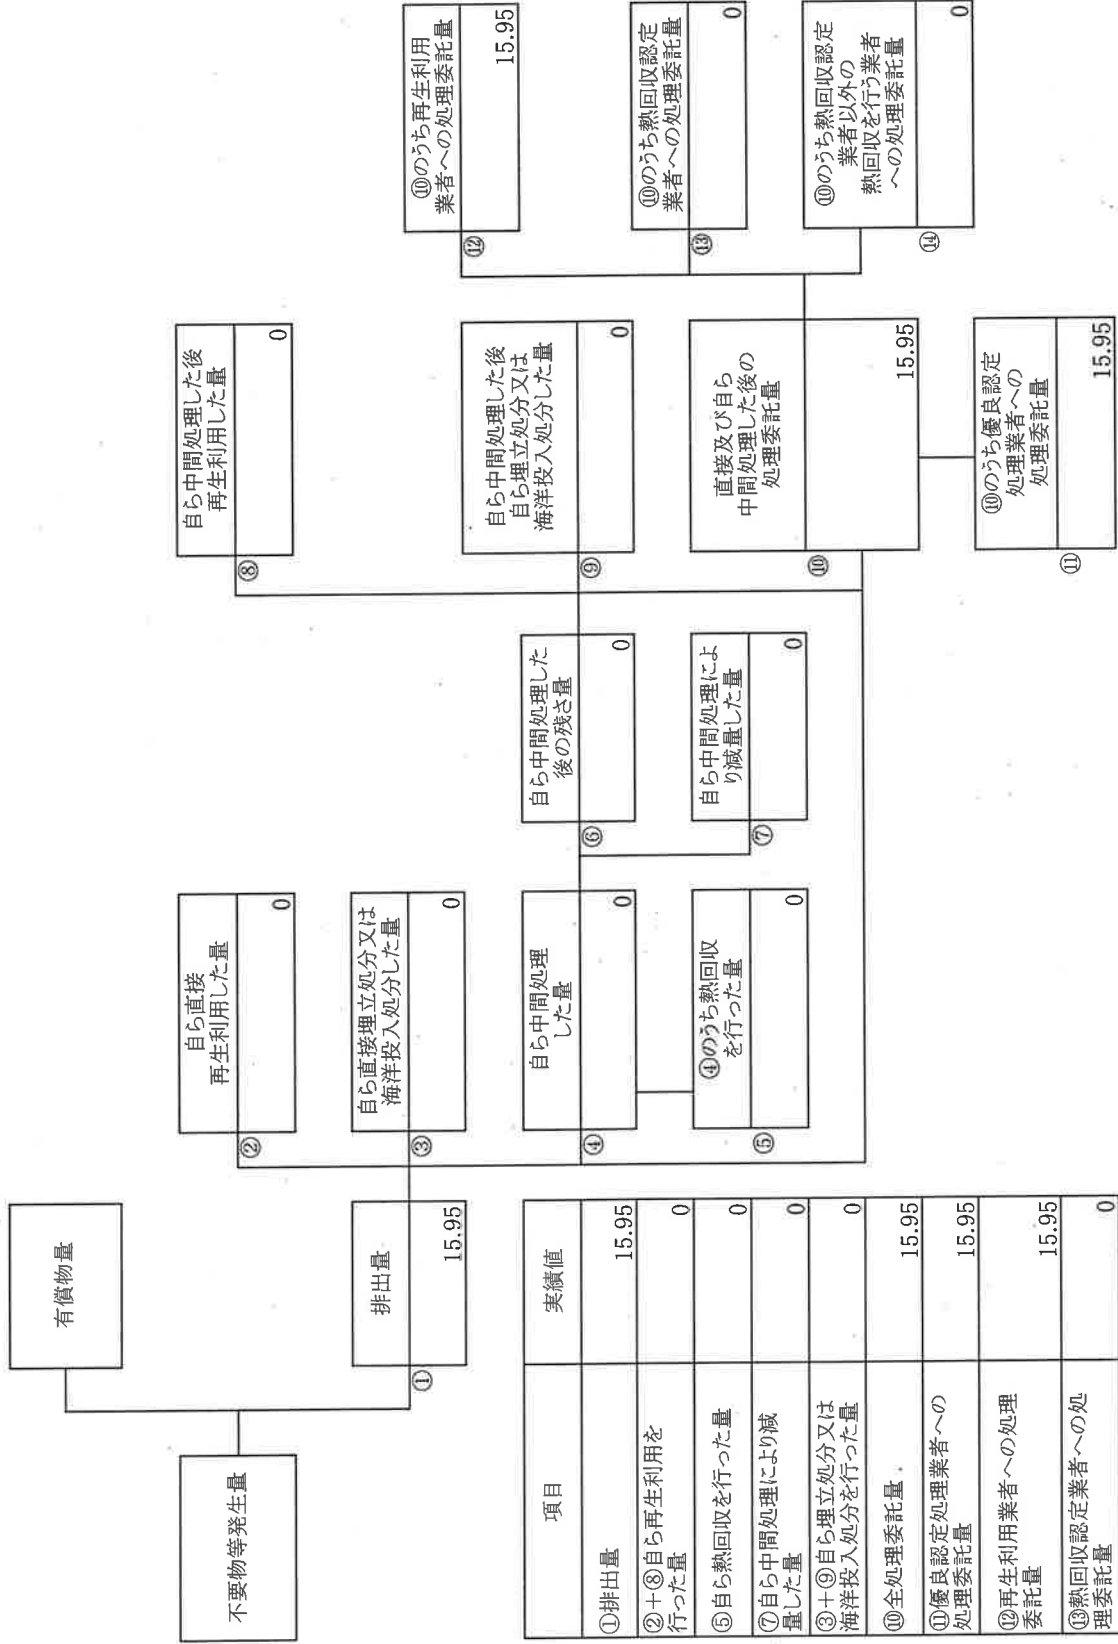 不要物等発生量
有償物量
①
排出量
15.95
②
自ら直接
再生利用した量
0
③
自ら直接埋立処分又は
海洋投入処分した量
0
④
自ら中間処理
した量
0
⑤
④のうち熱回収
を行った量
0
⑥
自ら中間処理した
後の残さ量
0
⑦
自ら中間処理によ
り減量した量
0
⑧
自ら中間処理した後
再生利用した量
0
⑨
自ら中間処理した後
自ら埋立処分又は
海洋投入処分した量
0
⑩
直接及び自ら
中間処理した後の
処理委託量
15.95
⑪
⑩のうち優良認定
処理業者への
処理委託量
15.95
⑫
⑩のうち再生利用
業者への処理委託量
15.95
⑬
⑩のうち熱回収認定
業者への処理委託量
0
⑭
⑩のうち熱回収認定
業者以外の
熱回収を行う業者
への処理委託量
0
項目 実績値
①排出量 15.95
②+⑧自ら再生利用を
行った量 0
⑤自ら熱回収を行った量 0
⑦自ら中間処理により減
量した量 0
③+⑨自ら埋立処分又は
海洋投入処分を行った量 0
⑩全処理委託量 15.95
⑪優良認定処理業者への
処理委託量 15.95
⑫再生利用業者への処理
委託量 15.95
⑬熱回収認定業者への処
理委託量 0